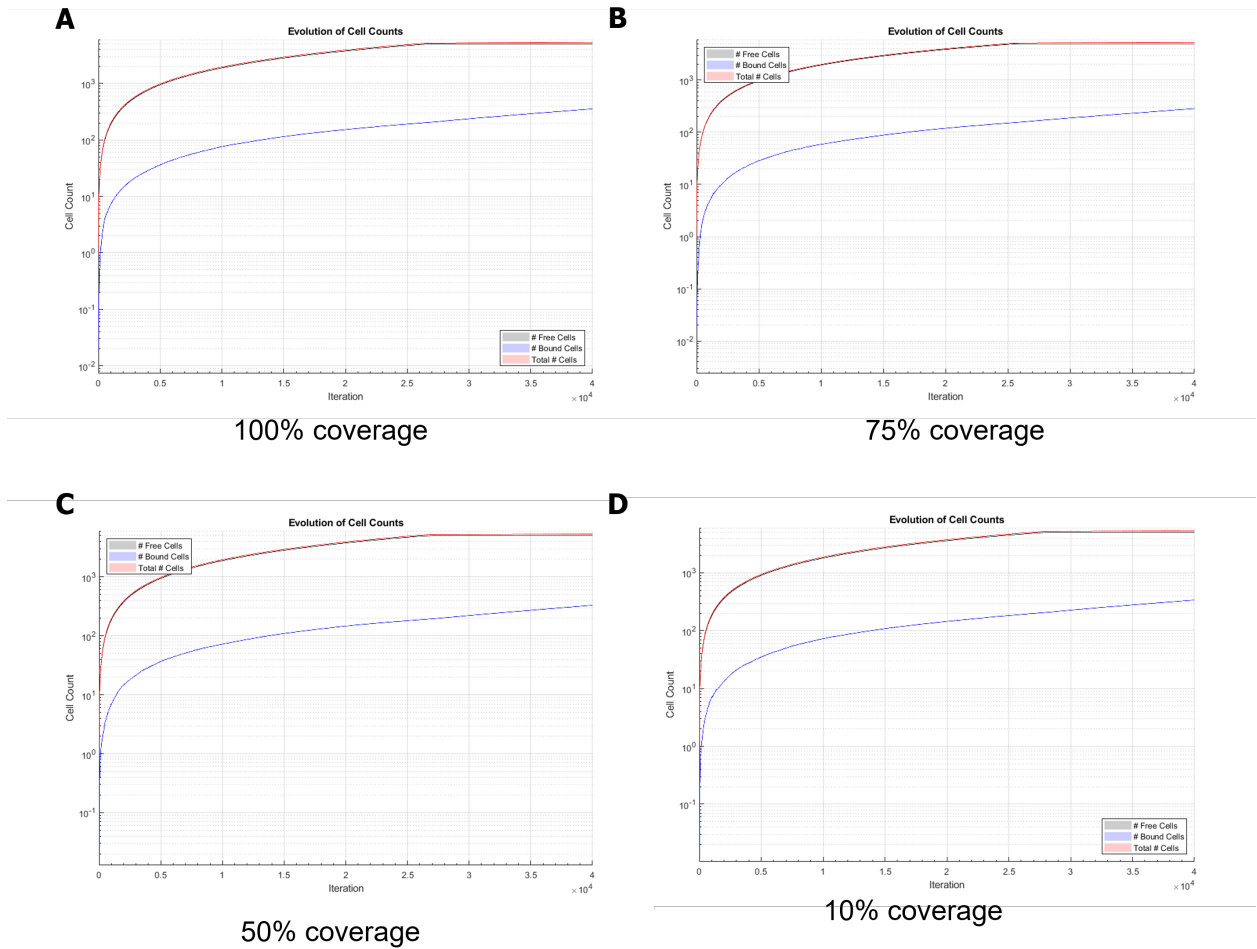 A
Evolution of Cell Counts
10^3
10^2
10^1
10^0
10^-1
10^-2
Cell Count
# Free Cells
# Bound Cells
Total # Cells
0 0.5 1 1.5 2 2.5 3 3.5 4
Iteration
× 10^4
100% coverage
B
Evolution of Cell Counts
# Free Cells
# Bound Cells
Total # Cells
10^3
10^2
10^1
10^0
10^-1
10^-2
Cell Count
0 0.5 1 1.5 2 2.5 3 3.5 4
Iteration
× 10^4
75% coverage
C
Evolution of Cell Counts
# Free Cells
# Bound Cells
Total # Cells
10^3
10^2
10^1
10^0
10^-1
Cell Count
0 0.5 1 1.5 2 2.5 3 3.5 4
Iteration
× 10^4
50% coverage
D
Evolution of Cell Counts
10^3
10^2
10^1
10^0
10^-1
Cell Count
# Free Cells
# Bound Cells
Total # Cells
0 0.5 1 1.5 2 2.5 3 3.5 4
Iteration
× 10^4
10% coverage